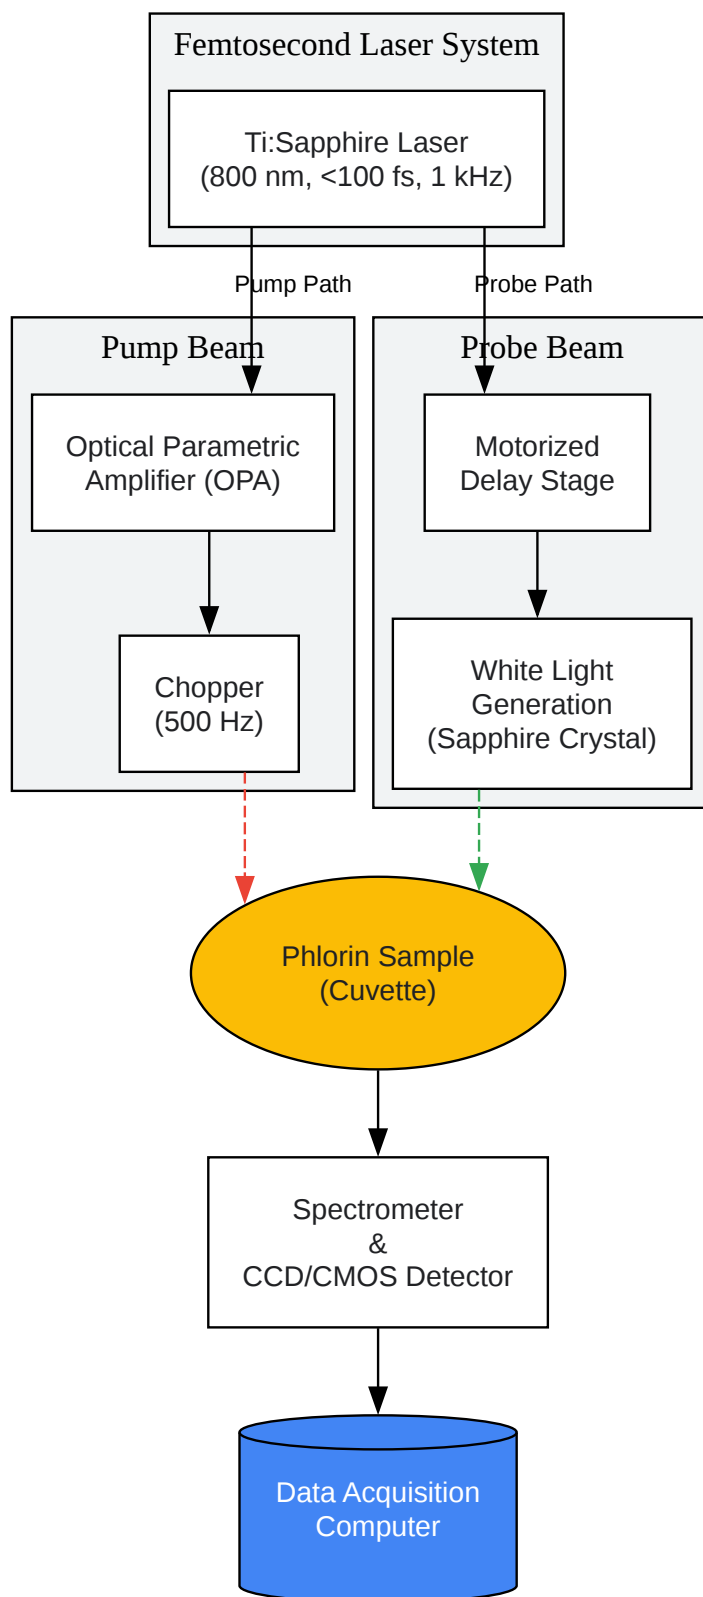 Femtosecond Laser System
Ti:Sapphire Laser
(800 nm, <100 fs, 1 kHz)
Pump Path
Probe Path
Pump Beam
Probe Beam
Optical Parametric
Amplifier (OPA)
Motorized
Delay Stage
Chopper
(500 Hz)
White Light
Generation
(Sapphire Crystal)
Phlorin Sample
(Cuvette)
Spectrometer
&
CCD/CMOS Detector
Data Acquisition
Computer